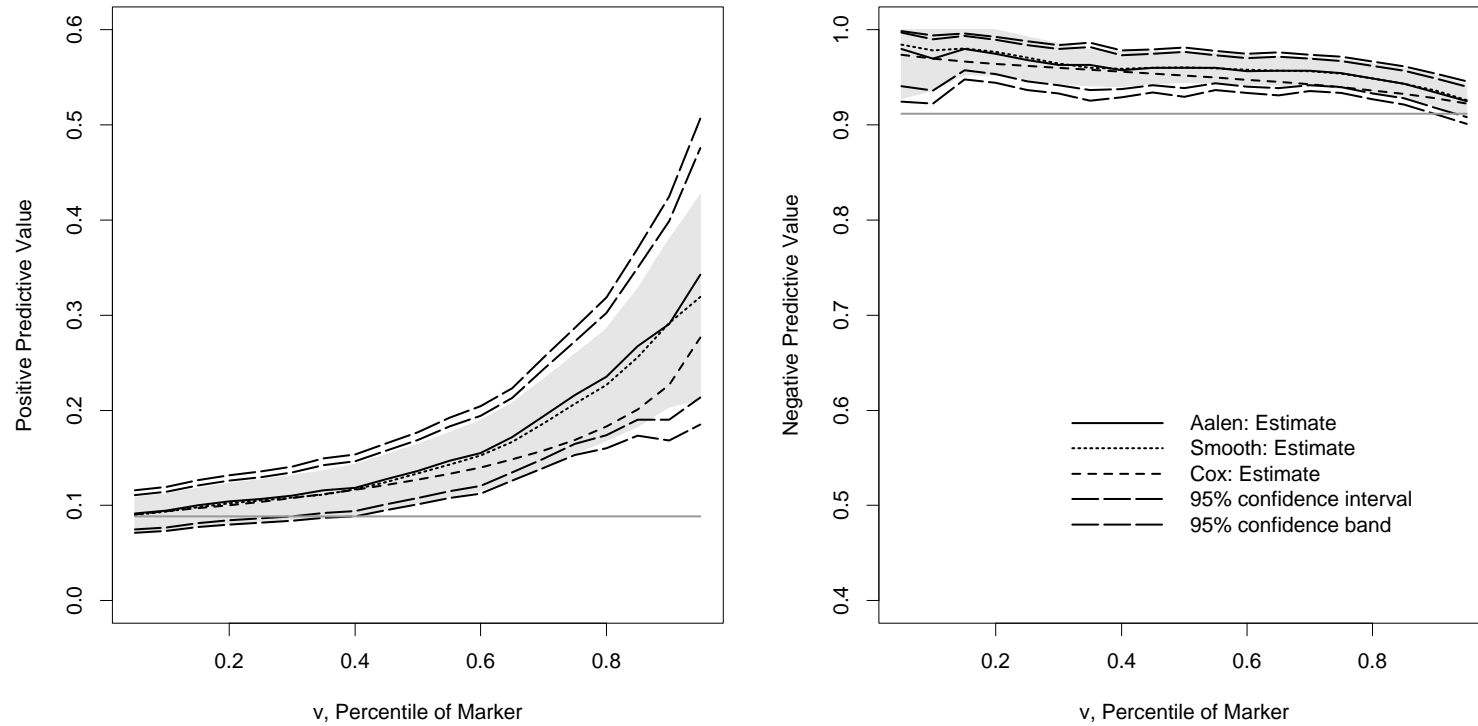 Positive Predictive Value
0.6
0.5
0.4
0.3
0.2
0.1
0.0
0.2 0.4 0.6 0.8
v, Percentile of Marker
Negative Predictive Value
1.0
0.9
0.8
0.7
0.6
0.5
0.4
Aalen: Estimate
Smooth: Estimate
Cox: Estimate
95% confidence interval
95% confidence band
0.2 0.4 0.6 0.8
v, Percentile of Marker